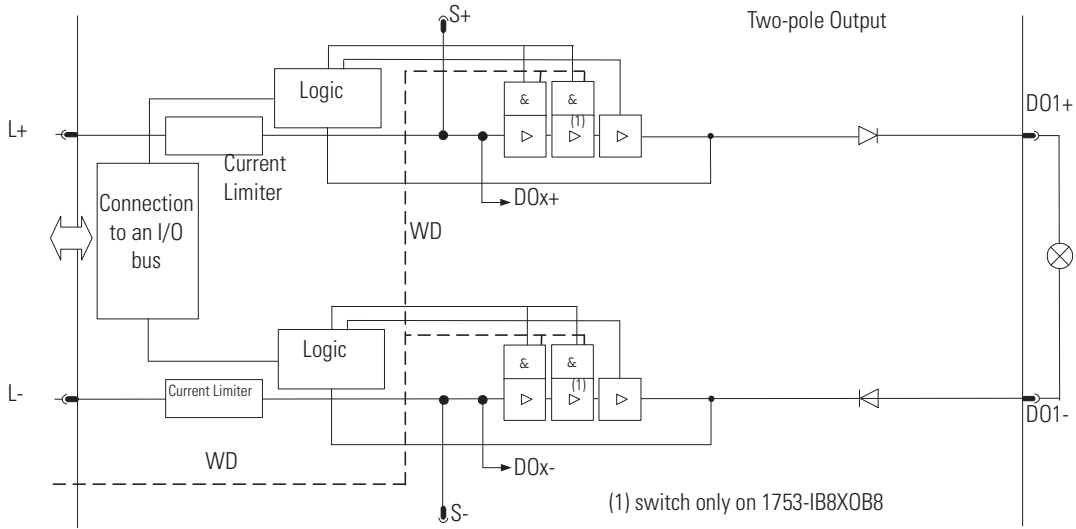 S+
Two-pole Output
Logic
&
&
(1)
L+
DO1+
Current
Limiter
DOx+
Connection
to an I/O
bus
WD
Logic
&
&
(1)
L-
Current Limiter
DO1-
WD
DOx-
S-
(1) switch only on 1753-IB8XOB8